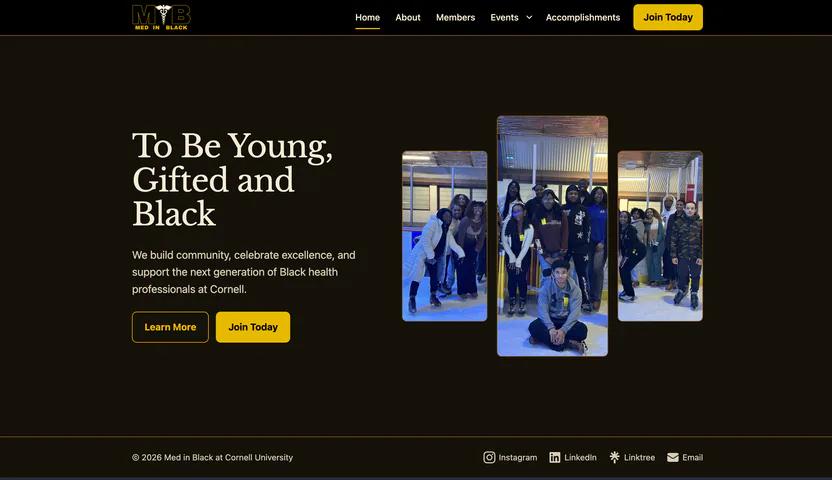 MIB
MED IN BLACK
Home About Members Events Accomplishments Join Today
To Be Young,
Gifted and
Black
We build community, celebrate excellence, and
support the next generation of Black health
professionals at Cornell.
Learn More Join Today
© 2026 Med in Black at Cornell University
Instagram LinkedIn Linktree Email